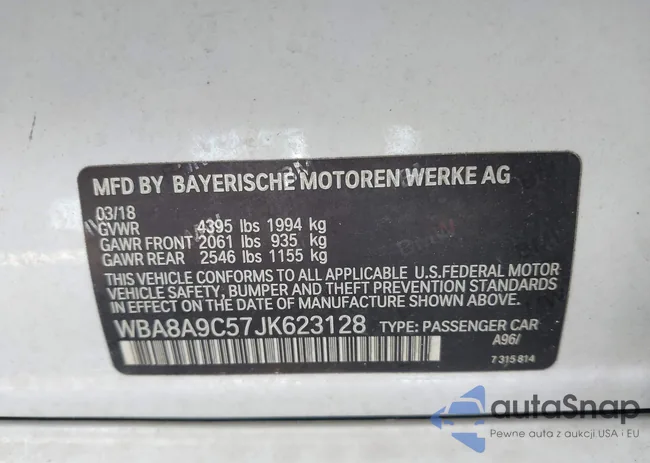 MFD BY BAYERISCHE MOTOREN WERKE AG
03/18
GVWR 4395 lbs 1994 kg
GAWR FRONT 2061 lbs 935 kg
GAWR REAR 2546 lbs 1155 kg
THIS VEHICLE CONFORMS TO ALL APPLICABLE U.S.FEDERAL MOTOR
VEHICLE SAFETY, BUMPER AND THEFT PREVENTION STANDARDS
IN EFFECT ON THE DATE OF MANUFACTURE SHOWN ABOVE.
WBA8A9C57JK623128 TYPE: PASSENGER CAR
A96/
7 315 814
autoSnap
Pewne auta z aukcji USA i EU